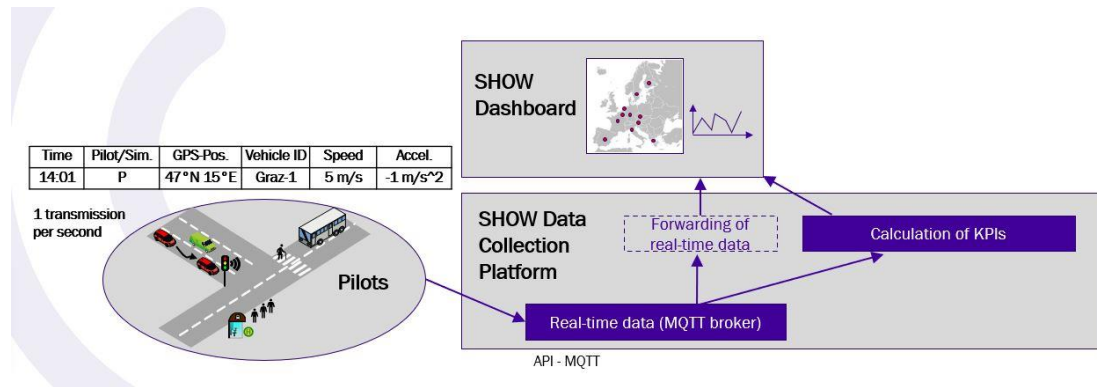 SHOW
Dashboard
Time Pilot/Sim. GPS-Pos. Vehicle ID Speed Accel.
14:01 P 47°N 15°E Graz-1 5 m/s -1 m/s^2
1 transmission
per second
Pilots
SHOW Data
Collection
Platform
Forwarding of
real-time data
Calculation of KPIs
Real-time data (MQTT broker)
API - MQTT